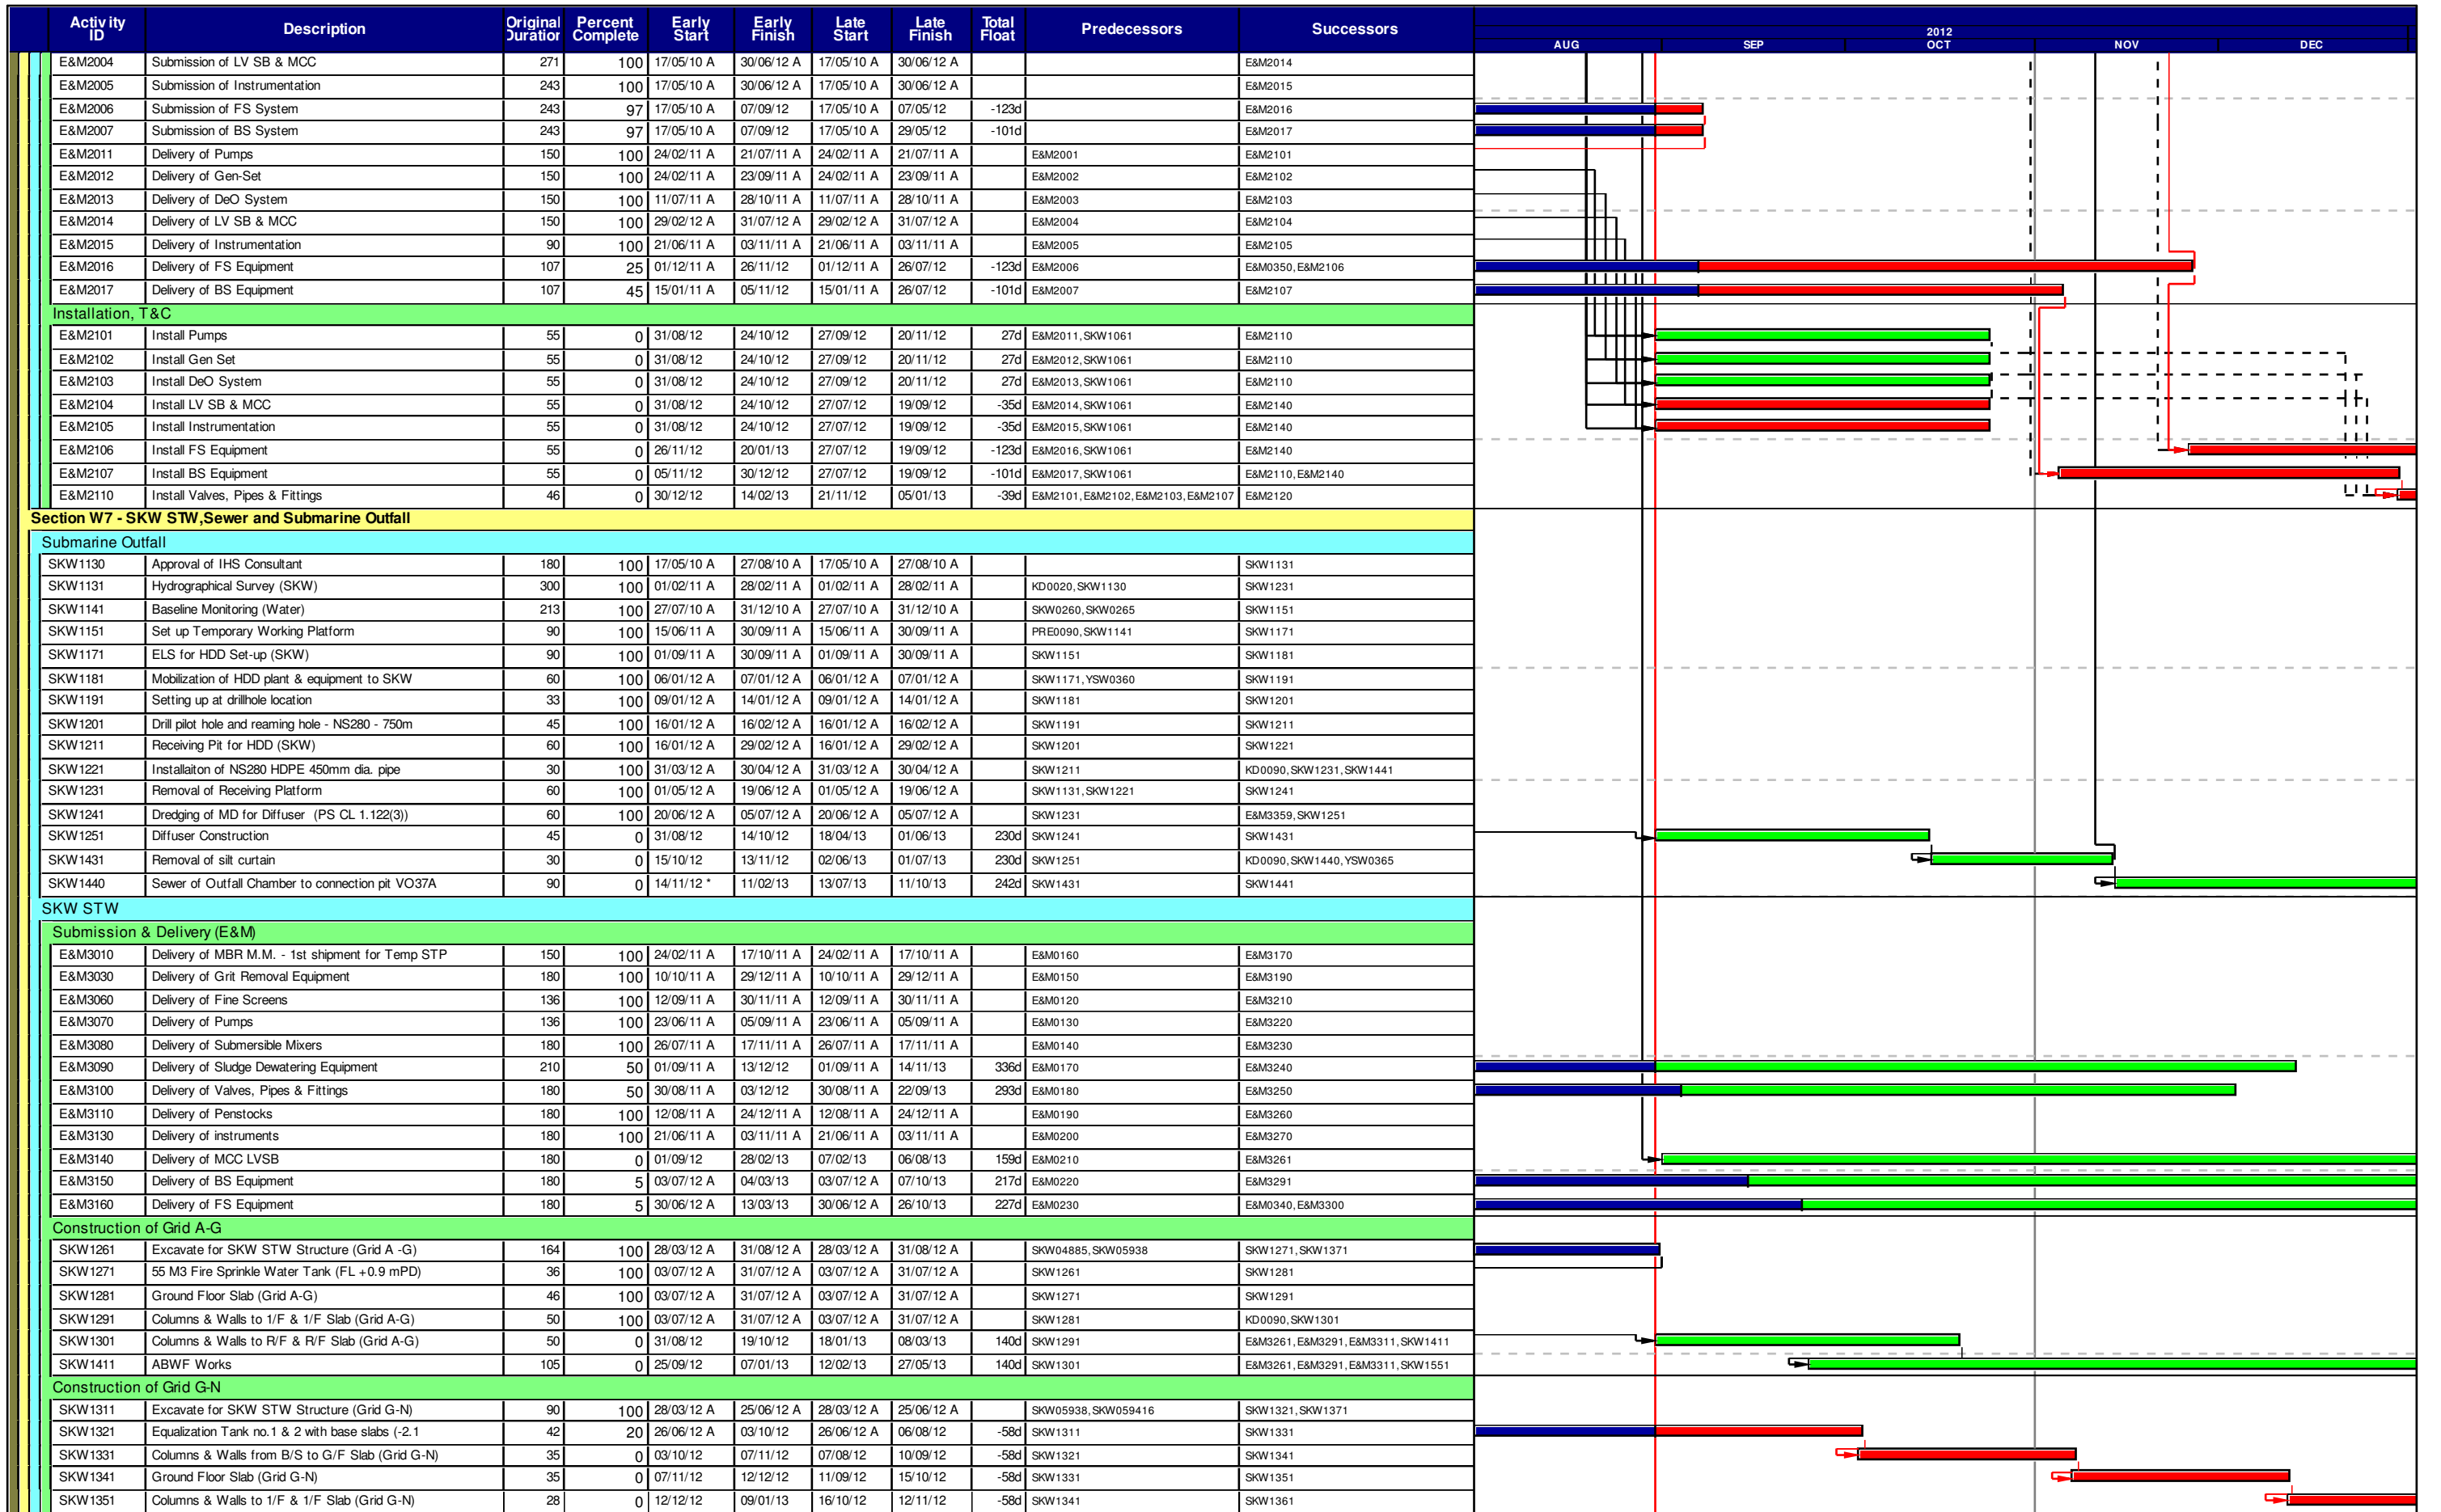 Activity ID Description Original Duration Percent Complete Early Start Early Finish Late Start Late Finish Total Float Predecessors Successors 2012
AUG SEP OCT NOV DEC
E&M2004 Submission of LV SB & MCC 271 100 17/05/10 A 30/06/12 A 17/05/10 A 30/06/12 A E&M2014
E&M2005 Submission of Instrumentation 243 100 17/05/10 A 30/06/12 A 17/05/10 A 30/06/12 A E&M2015
E&M2006 Submission of FS System 243 97 17/05/10 A 07/09/12 17/05/10 A 07/05/12 -123d E&M2016
E&M2007 Submission of BS System 243 97 17/05/10 A 07/09/12 17/05/10 A 29/05/12 -101d E&M2017
E&M2011 Delivery of Pumps 150 100 24/02/11 A 21/07/11 A 24/02/11 A 21/07/11 A E&M2001 E&M2101
E&M2012 Delivery of Gen-Set 150 100 24/02/11 A 23/09/11 A 24/02/11 A 23/09/11 A E&M2002 E&M2102
E&M2013 Delivery of DeO System 150 100 11/07/11 A 28/10/11 A 11/07/11 A 28/10/11 A E&M2003 E&M2103
E&M2014 Delivery of LV SB & MCC 150 100 29/02/12 A 31/07/12 A 29/02/12 A 31/07/12 A E&M2004 E&M2104
E&M2015 Delivery of Instrumentation 90 100 21/06/11 A 03/11/11 A 21/06/11 A 03/11/11 A E&M2005 E&M2105
E&M2016 Delivery of FS Equipment 107 25 01/12/11 A 26/11/12 01/12/11 A 26/07/12 -123d E&M2006 E&M0350, E&M2106
E&M2017 Delivery of BS Equipment 107 45 15/01/11 A 05/11/12 15/01/11 A 26/07/12 -101d E&M2007 E&M2107
Installation, T&C
E&M2101 Install Pumps 55 0 31/08/12 24/10/12 27/09/12 20/11/12 27d E&M2011, SKW1061 E&M2110
E&M2102 Install Gen Set 55 0 31/08/12 24/10/12 27/09/12 20/11/12 27d E&M2012, SKW1061 E&M2110
E&M2103 Install DeO System 55 0 31/08/12 24/10/12 27/09/12 20/11/12 27d E&M2013, SKW1061 E&M2110
E&M2104 Install LV SB & MCC 55 0 31/08/12 24/10/12 27/07/12 19/09/12 -35d E&M2014, SKW1061 E&M2140
E&M2105 Install Instrumentation 55 0 31/08/12 24/10/12 27/07/12 19/09/12 -35d E&M2015, SKW1061 E&M2140
E&M2106 Install FS Equipment 55 0 26/11/12 20/01/13 27/07/12 19/09/12 -123d E&M2016, SKW1061 E&M2140
E&M2107 Install BS Equipment 55 0 05/11/12 30/12/12 27/07/12 19/09/12 -101d E&M2017, SKW1061 E&M2110, E&M2140
E&M2110 Install Valves, Pipes & Fittings 46 0 30/12/12 14/02/13 21/11/12 05/01/13 -39d E&M2101, E&M2102, E&M2103, E&M2107 E&M2120
Section W7 - SKW STW,Sewer and Submarine Outfall
Submarine Outfall
SKW1130 Approval of IHS Consultant 180 100 17/05/10 A 27/08/10 A 17/05/10 A 27/08/10 A SKW1131
SKW1131 Hydrographical Survey (SKW) 300 100 01/02/11 A 28/02/11 A 01/02/11 A 28/02/11 A KD0020, SKW1130 SKW1231
SKW1141 Baseline Monitoring (Water) 213 100 27/07/10 A 31/12/10 A 27/07/10 A 31/12/10 A SKW0260, SKW0265 SKW1151
SKW1151 Set up Temporary Working Platform 90 100 15/06/11 A 30/09/11 A 15/06/11 A 30/09/11 A PRE0090, SKW1141 SKW1171
SKW1171 ELS for HDD Set-up (SKW) 90 100 01/09/11 A 30/09/11 A 01/09/11 A 30/09/11 A SKW1151 SKW1181
SKW1181 Mobilization of HDD plant & equipment to SKW 60 100 06/01/12 A 07/01/12 A 06/01/12 A 07/01/12 A SKW1171, YSW0360 SKW1191
SKW1191 Setting up at drillhole location 33 100 09/01/12 A 14/01/12 A 09/01/12 A 14/01/12 A SKW1181 SKW1201
SKW1201 Drill pilot hole and reaming hole - NS280 - 750m 45 100 16/01/12 A 16/02/12 A 16/01/12 A 16/02/12 A SKW1191 SKW1211
SKW1211 Receiving Pit for HDD (SKW) 60 100 16/01/12 A 29/02/12 A 16/01/12 A 29/02/12 A SKW1201 SKW1221
SKW1221 Installaiton of NS280 HDPE 450mm dia. pipe 30 100 31/03/12 A 30/04/12 A 31/03/12 A 30/04/12 A SKW1211 KD0090, SKW1231, SKW1441
SKW1231 Removal of Receiving Platform 60 100 01/05/12 A 19/06/12 A 01/05/12 A 19/06/12 A SKW1131, SKW1221 SKW1241
SKW1241 Dredging of MD for Diffuser (PS CL 1.122(3)) 60 100 20/06/12 A 05/07/12 A 20/06/12 A 05/07/12 A SKW1231 E&M3359, SKW1251
SKW1251 Diffuser Construction 45 0 31/08/12 14/10/12 18/04/13 01/06/13 230d SKW1241 SKW1431
SKW1431 Removal of silt curtain 30 0 15/10/12 13/11/12 02/06/13 01/07/13 230d SKW1251 KD0090, SKW1440, YSW0365
SKW1440 Sewer of Outfall Chamber to connection pit VO37A 90 0 14/11/12 * 11/02/13 13/07/13 11/10/13 242d SKW1431 SKW1441
SKW STW
Submission & Delivery (E&M)
E&M3010 Delivery of MBR M.M. - 1st shipment for Temp STP 150 100 24/02/11 A 17/10/11 A 24/02/11 A 17/10/11 A E&M0160 E&M3170
E&M3030 Delivery of Grit Removal Equipment 180 100 10/10/11 A 29/12/11 A 10/10/11 A 29/12/11 A E&M0150 E&M3190
E&M3060 Delivery of Fine Screens 136 100 12/09/11 A 30/11/11 A 12/09/11 A 30/11/11 A E&M0120 E&M3210
E&M3070 Delivery of Pumps 136 100 23/06/11 A 05/09/11 A 23/06/11 A 05/09/11 A E&M0130 E&M3220
E&M3080 Delivery of Submersible Mixers 180 100 26/07/11 A 17/11/11 A 26/07/11 A 17/11/11 A E&M0140 E&M3230
E&M3090 Delivery of Sludge Dewatering Equipment 210 50 01/09/11 A 13/12/12 01/09/11 A 14/11/13 336d E&M0170 E&M3240
E&M3100 Delivery of Valves, Pipes & Fittings 180 50 30/08/11 A 03/12/12 30/08/11 A 22/09/13 293d E&M0180 E&M3250
E&M3110 Delivery of Penstocks 180 100 12/08/11 A 24/12/11 A 12/08/11 A 24/12/11 A E&M0190 E&M3260
E&M3130 Delivery of instruments 180 100 21/06/11 A 03/11/11 A 21/06/11 A 03/11/11 A E&M0200 E&M3270
E&M3140 Delivery of MCC LVSB 180 0 01/09/12 28/02/13 07/02/13 06/08/13 159d E&M0210 E&M3261
E&M3150 Delivery of BS Equipment 180 5 03/07/12 A 04/03/13 03/07/12 A 07/10/13 217d E&M0220 E&M3291
E&M3160 Delivery of FS Equipment 180 5 30/06/12 A 13/03/13 30/06/12 A 26/10/13 227d E&M0230 E&M0340, E&M3300
Construction of Grid A-G
SKW1261 Excavate for SKW STW Structure (Grid A -G) 164 100 28/03/12 A 31/08/12 A 28/03/12 A 31/08/12 A SKW04885, SKW05938 SKW1271, SKW1371
SKW1271 55 M3 Fire Sprinkle Water Tank (FL +0.9 mPD) 36 100 03/07/12 A 31/07/12 A 03/07/12 A 31/07/12 A SKW1261 SKW1281
SKW1281 Ground Floor Slab (Grid A-G) 46 100 03/07/12 A 31/07/12 A 03/07/12 A 31/07/12 A SKW1271 SKW1291
SKW1291 Columns & Walls to 1/F & 1/F Slab (Grid A-G) 50 100 03/07/12 A 31/07/12 A 03/07/12 A 31/07/12 A SKW1281 KD0090, SKW1301
SKW1301 Columns & Walls to R/F & R/F Slab (Grid A-G) 50 0 31/08/12 19/10/12 18/01/13 08/03/13 140d SKW1291 E&M3261, E&M3291, E&M3311, SKW1411
SKW1411 ABWF Works 105 0 25/09/12 07/01/13 12/02/13 27/05/13 140d SKW1301 E&M3261, E&M3291, E&M3311, SKW1551
Construction of Grid G-N
SKW1311 Excavate for SKW STW Structure (Grid G-N) 90 100 28/03/12 A 25/06/12 A 28/03/12 A 25/06/12 A SKW05938, SKW059416 SKW1321, SKW1371
SKW1321 Equalization Tank no.1 & 2 with base slabs (-2.1 42 20 26/06/12 A 03/10/12 26/06/12 A 06/08/12 -58d SKW1311 SKW1331
SKW1331 Columns & Walls from B/S to G/F Slab (Grid G-N) 35 0 03/10/12 07/11/12 07/08/12 10/09/12 -58d SKW1321 SKW1341
SKW1341 Ground Floor Slab (Grid G-N) 35 0 07/11/12 12/12/12 11/09/12 15/10/12 -58d SKW1331 SKW1351
SKW1351 Columns & Walls to 1/F & 1/F Slab (Grid G-N) 28 0 12/12/12 09/01/13 16/10/12 12/11/12 -58d SKW1341 SKW1361